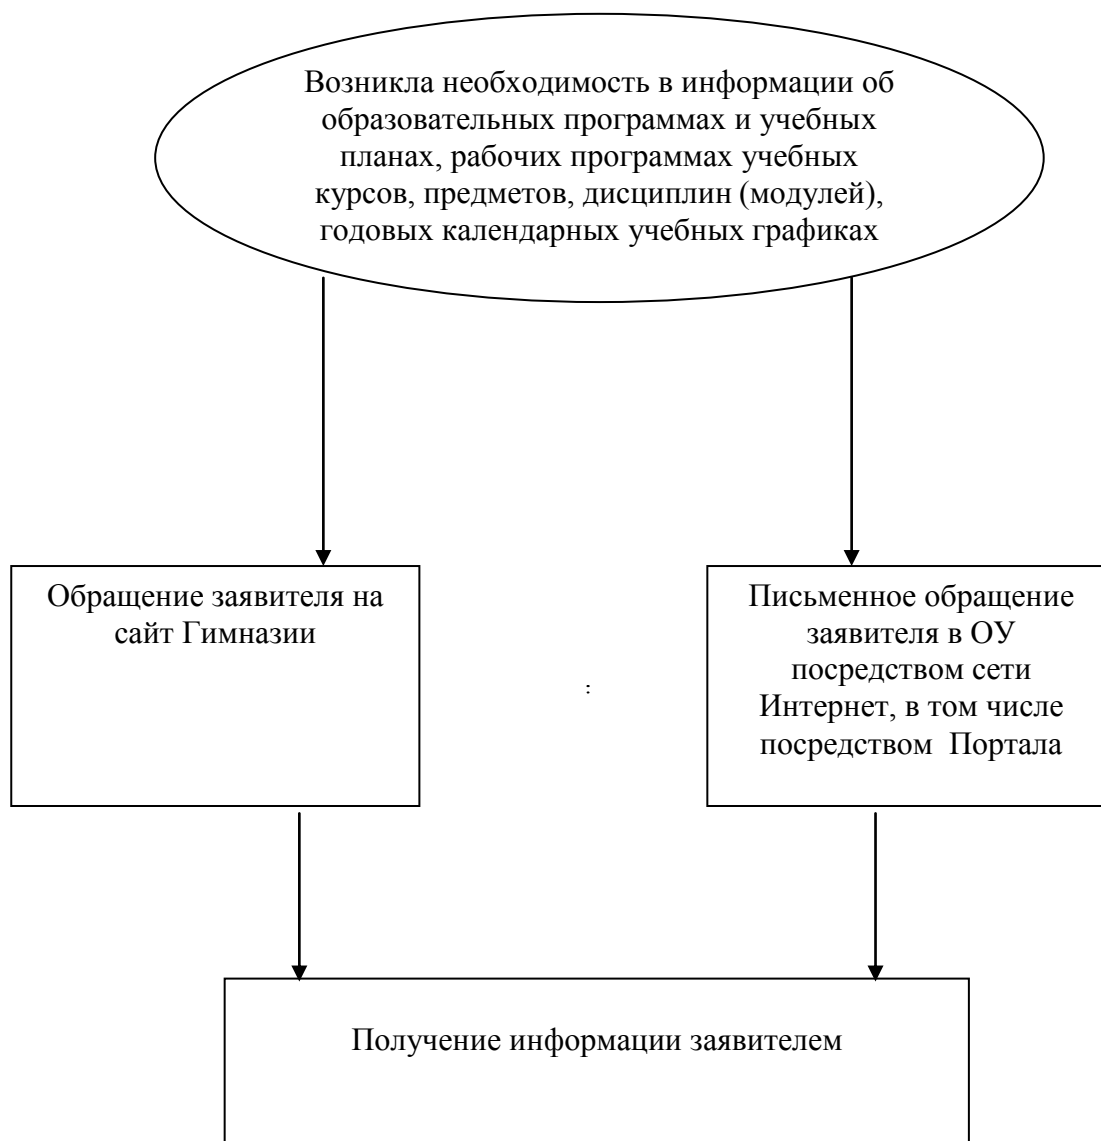 Возникла необходимость в информации об
образовательных программах и учебных
планах, рабочих программах учебных
курсов, предметов, дисциплин (модулей),
годовых календарных учебных графиках
Обращение заявителя на
сайт Гимназии
Письменное обращение
заявителя в ОУ
посредством сети
Интернет, в том числе
посредством  Портала
:
Получение информации заявителем